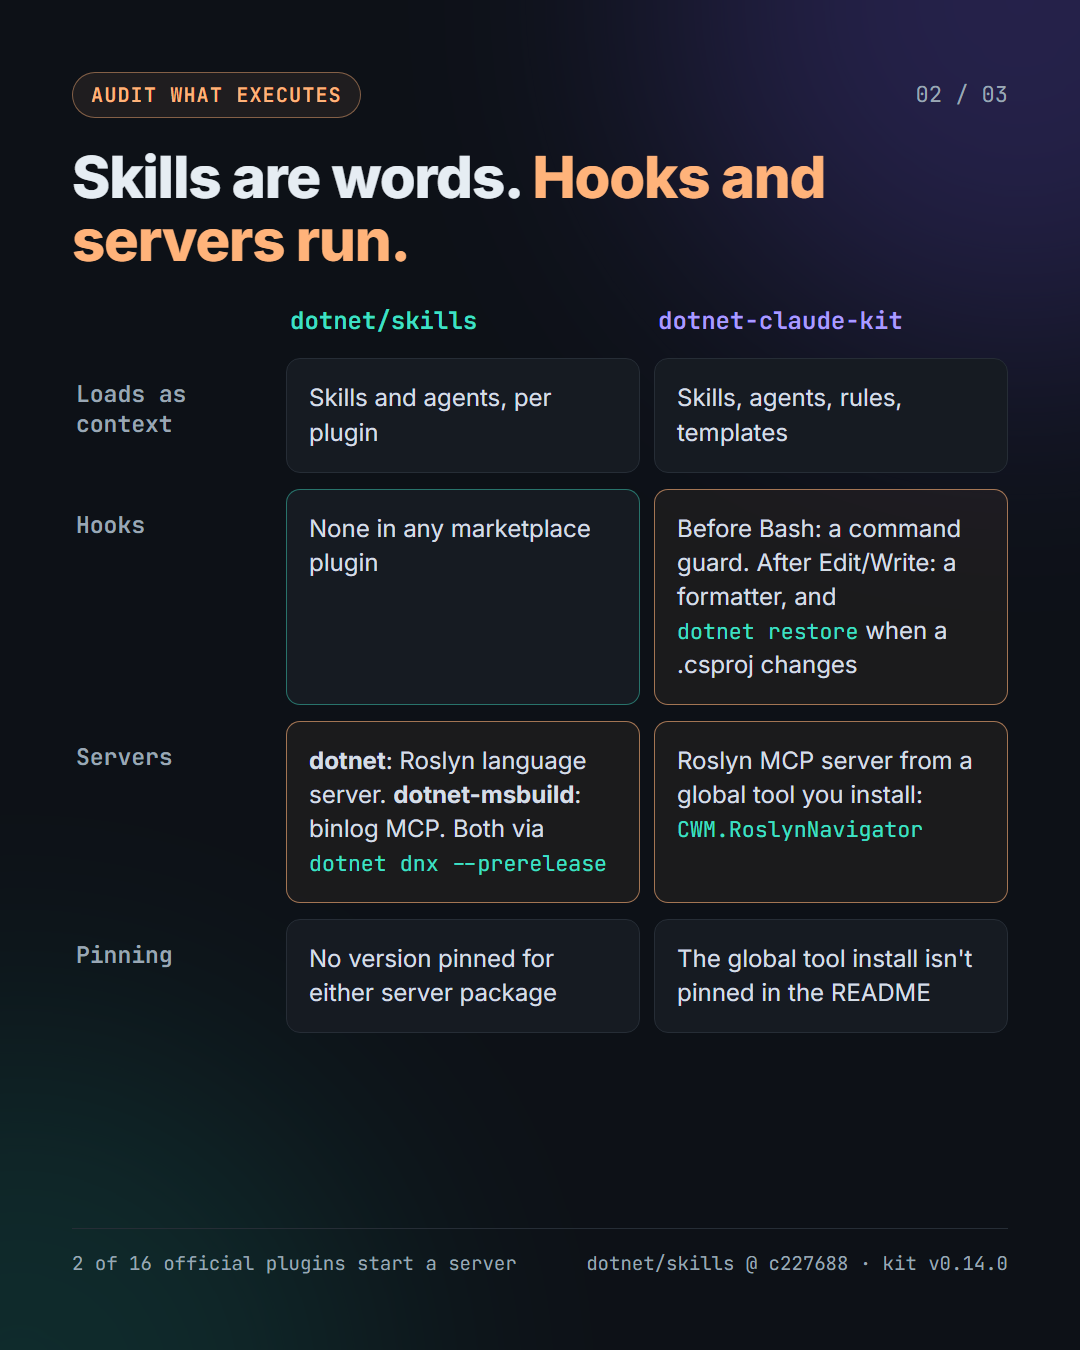 AUDIT WHAT EXECUTES
02 / 03
Skills are words. Hooks and
servers run.
dotnet/skills
dotnet-claude-kit
Loads as
context
Skills and agents, per
plugin
Skills, agents, rules,
templates
Hooks
None in any marketplace
plugin
Before Bash: a command
guard. After Edit/Write: a
formatter, and
dotnet restore when a
.csproj changes
Servers
dotnet: Roslyn language
server. dotnet-msbuild:
binlog MCP. Both via
dotnet dnx --prerelease
Roslyn MCP server from a
global tool you install:
CWM.RoslynNavigator
Pinning
No version pinned for
either server package
The global tool install isn't
pinned in the README
2 of 16 official plugins start a server
dotnet/skills @ c227688 · kit v0.14.0